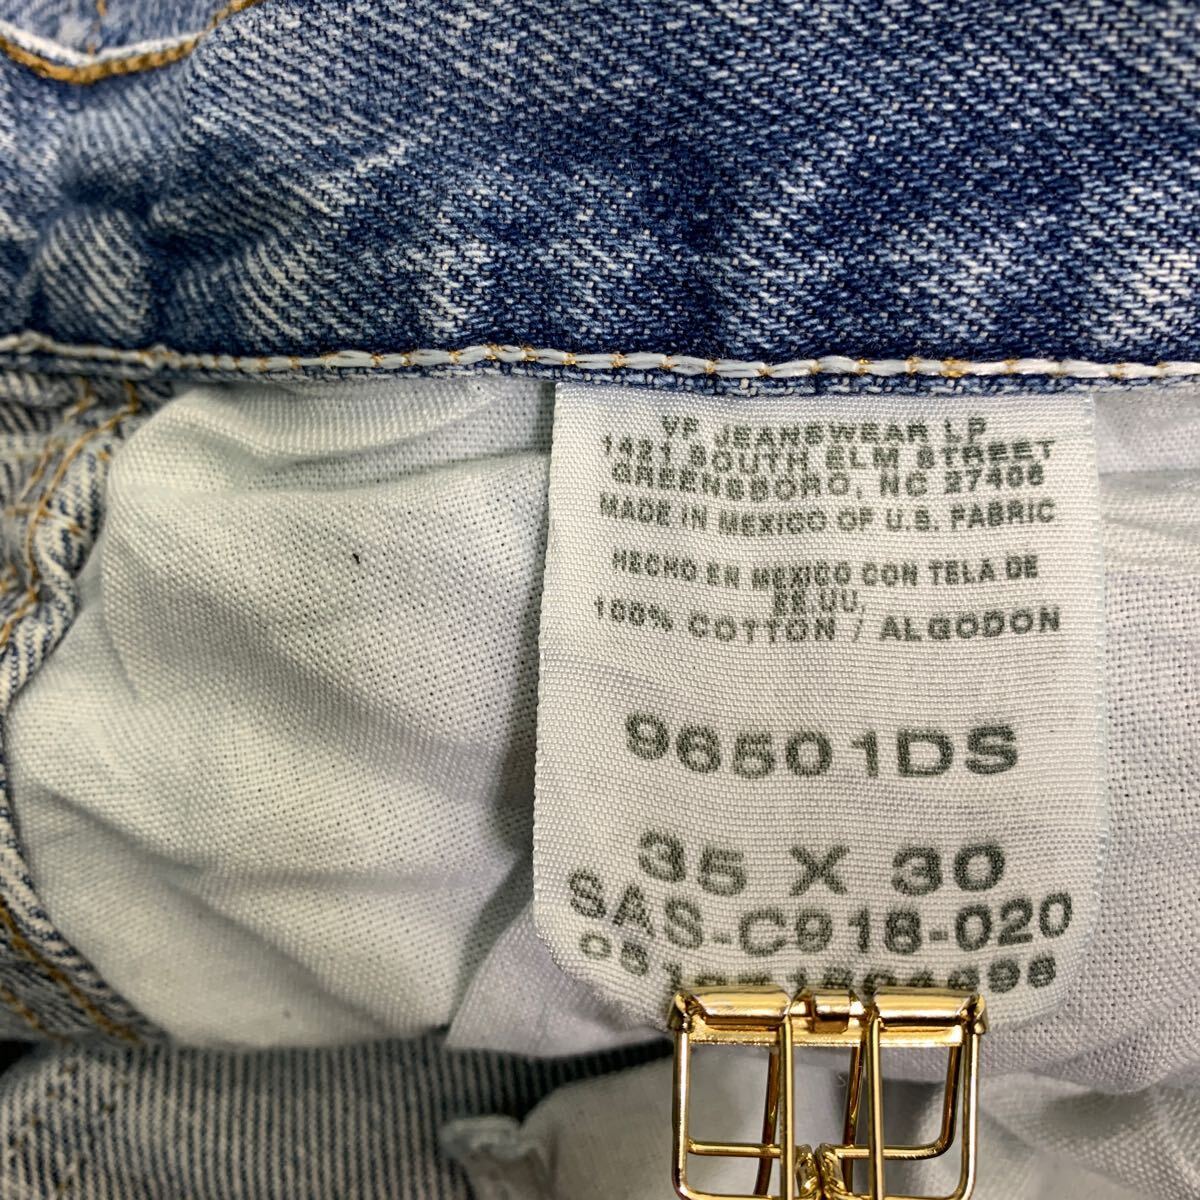 VF JEANSWEAR LP
1421 SOUTH ELM STREET
GREENSBORO, NC 27406
MADE IN MEXICO OF U.S. FABRIC
HECHO EN MEXICO CON TELA DE
EE.UU.
100% COTTON / ALGODON
96501DS
35 X 30
SAS-C918-020